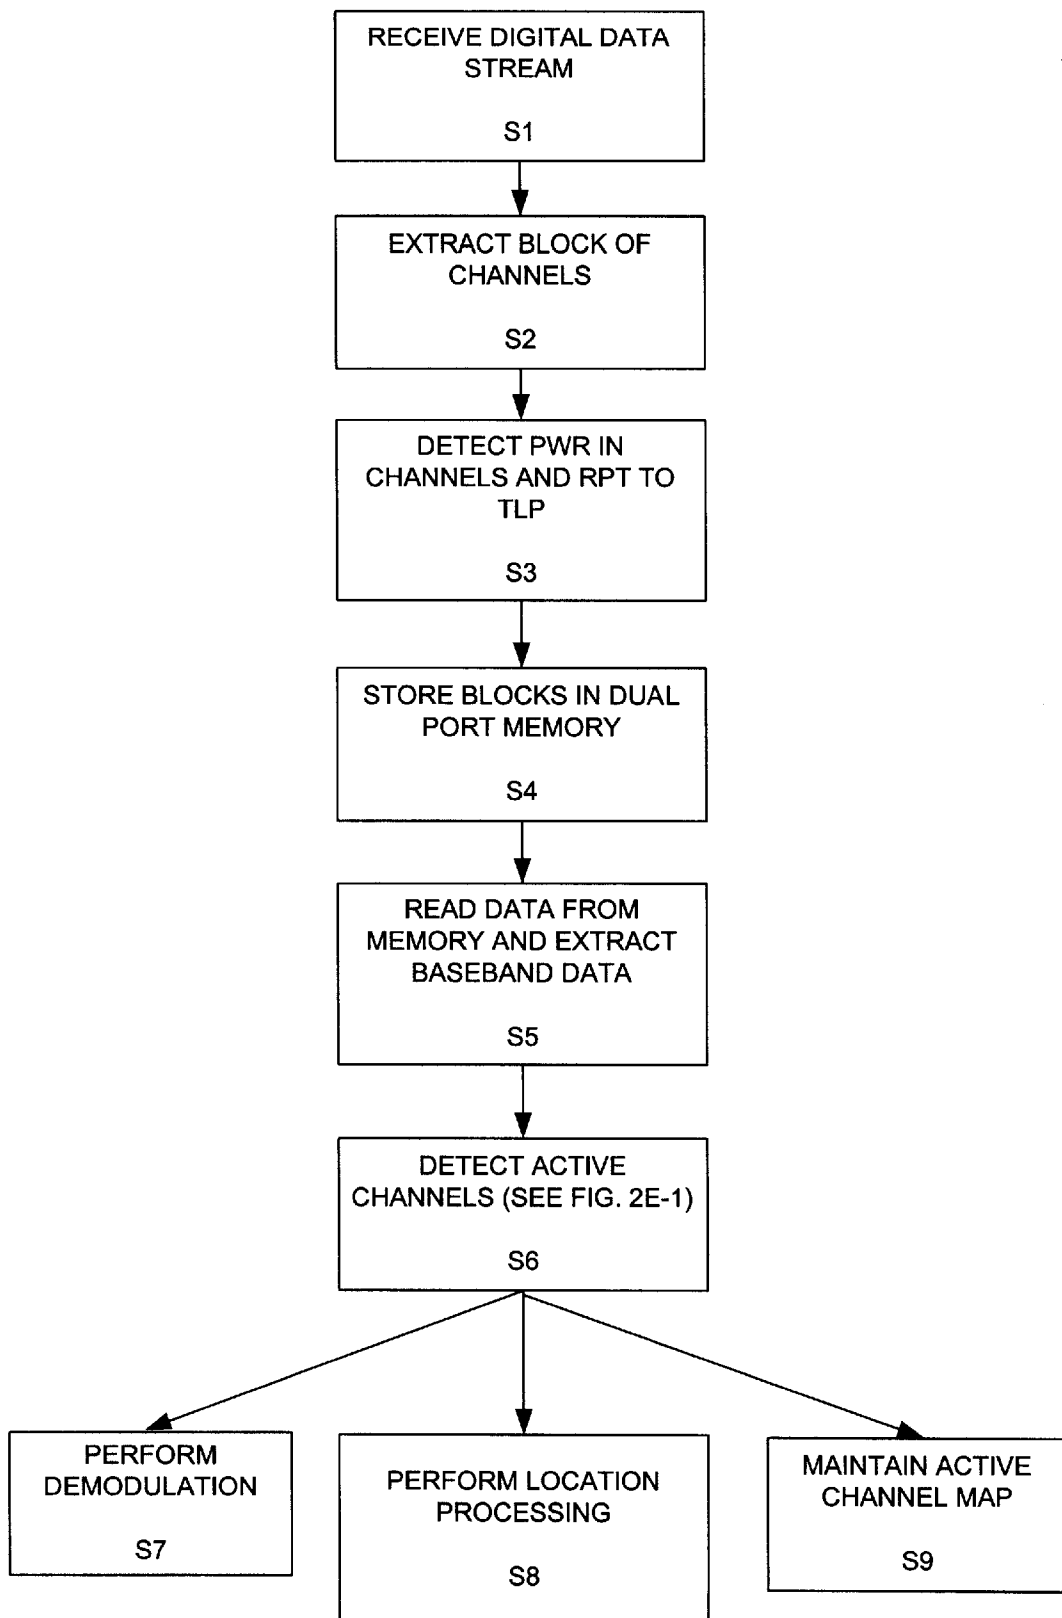 RECEIVE DIGITAL DATA
STREAM
S1
EXTRACT BLOCK OF
CHANNELS
S2
DETECT PWR IN
CHANNELS AND RPT TO
TLP
S3
STORE BLOCKS IN DUAL
PORT MEMORY
S4
READ DATA FROM
MEMORY AND EXTRACT
BASEBAND DATA
S5
DETECT ACTIVE
CHANNELS (SEE FIG. 2E-1)
S6
PERFORM
DEMODULATION
S7
PERFORM LOCATION
PROCESSING
S8
MAINTAIN ACTIVE
CHANNEL MAP
S9